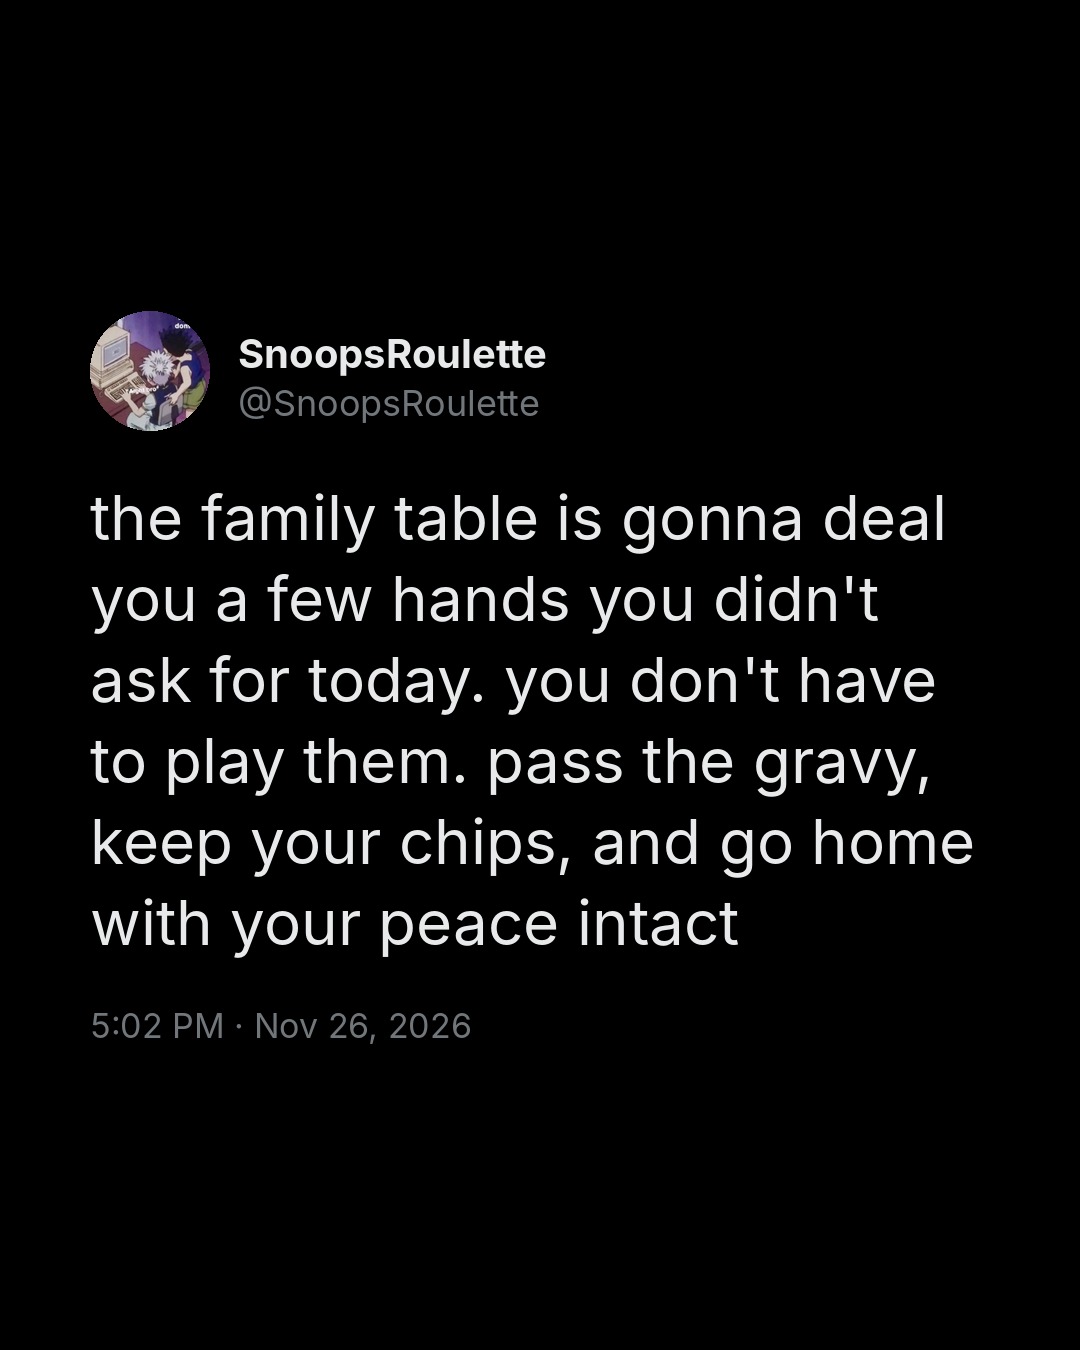 SnoopsRoulette
@SnoopsRoulette
the family table is gonna deal
you a few hands you didn't
ask for today. you don't have
to play them. pass the gravy,
keep your chips, and go home
with your peace intact
5:02 PM · Nov 26, 2026